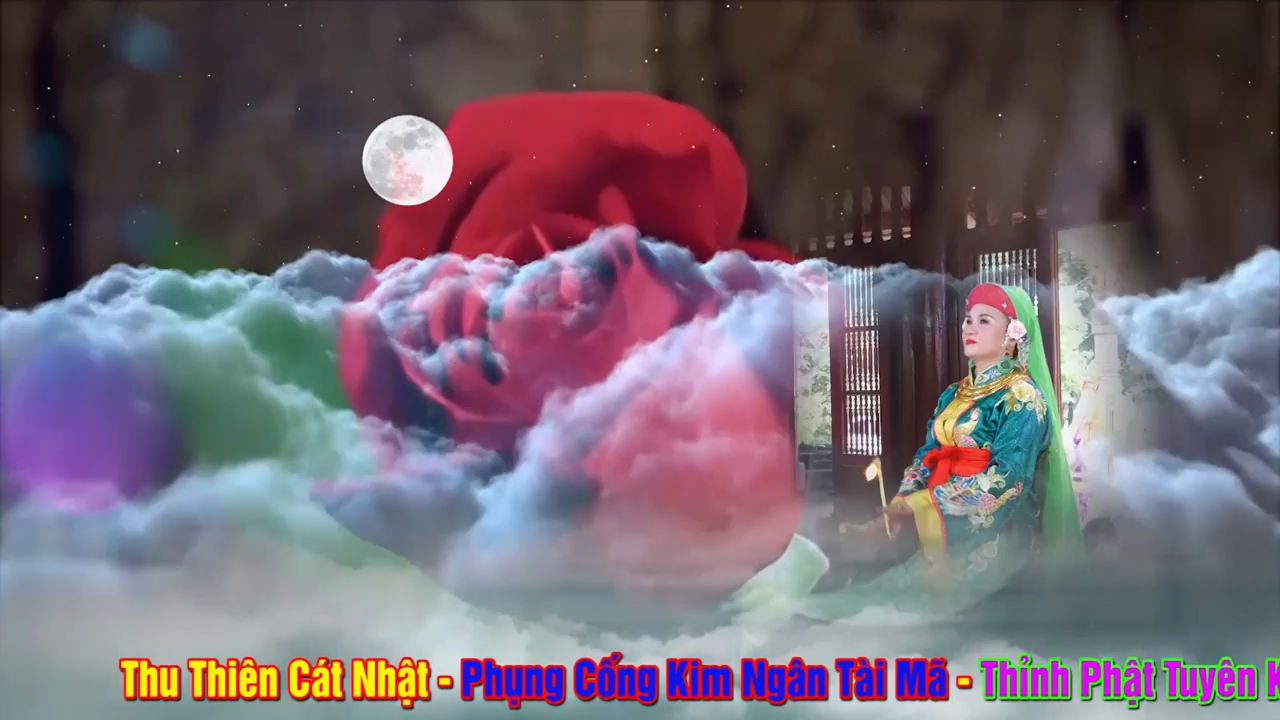 Thu Thiên Cát Nhật - Phụng Cống Kim Ngân Tài Mã - Thỉnh Phật Tuyên